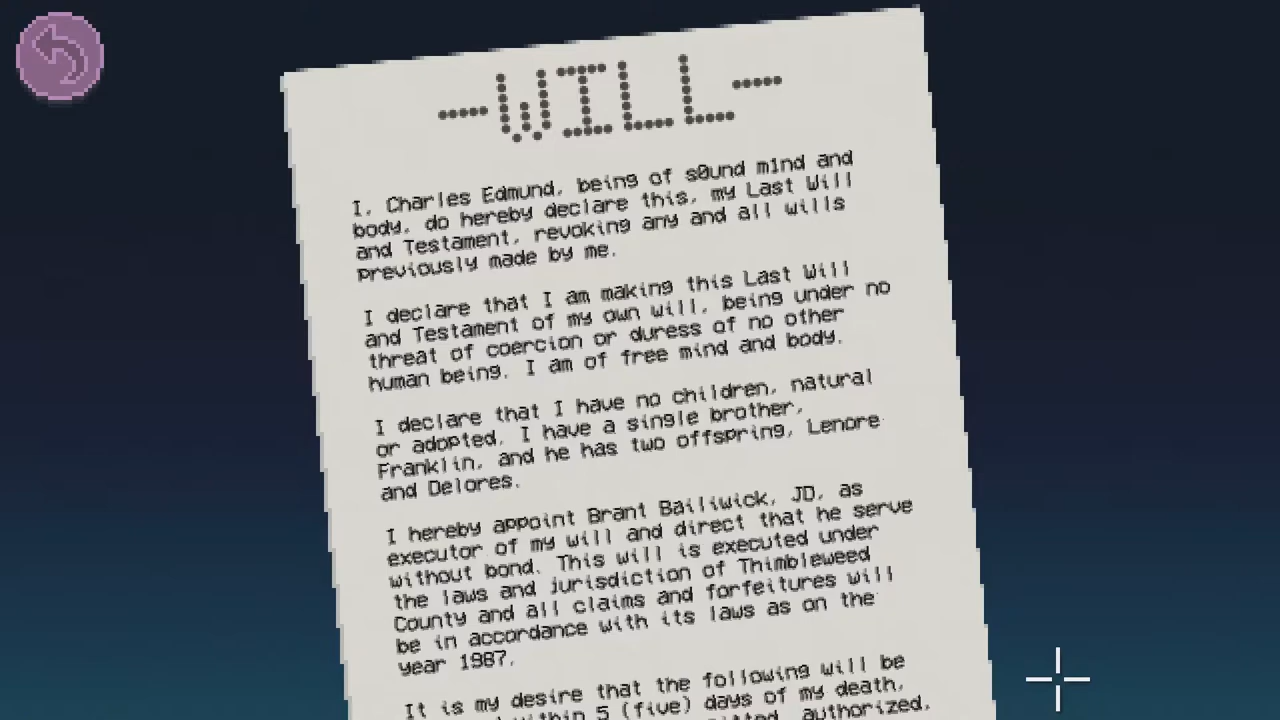 -WILL-
I, Charles Edmund, being of s0und m1nd and
body, do hereby declare this, my Last Will
and Testament, revoking any and all wills
previously made by me.
I declare that I am making this Last Will
and Testament of my own will, being under no
threat of coercion or duress of no other
human being. I am of free mind and body.
I declare that I have no children, natural
or adopted. I have a single brother,
Franklin, and he has two offspring, Lenore
and Delores.
I hereby appoint Brant Bailiwick, JD, as
executor of my will and direct that he serve
without bond. This will is executed under
the laws and jurisdiction of Thimbleweed
County and all claims and forfeitures will
be in accordance with its laws as on the
year 1987.
It is my desire that the following will be
within 5 (five) days of my death,
authorized,